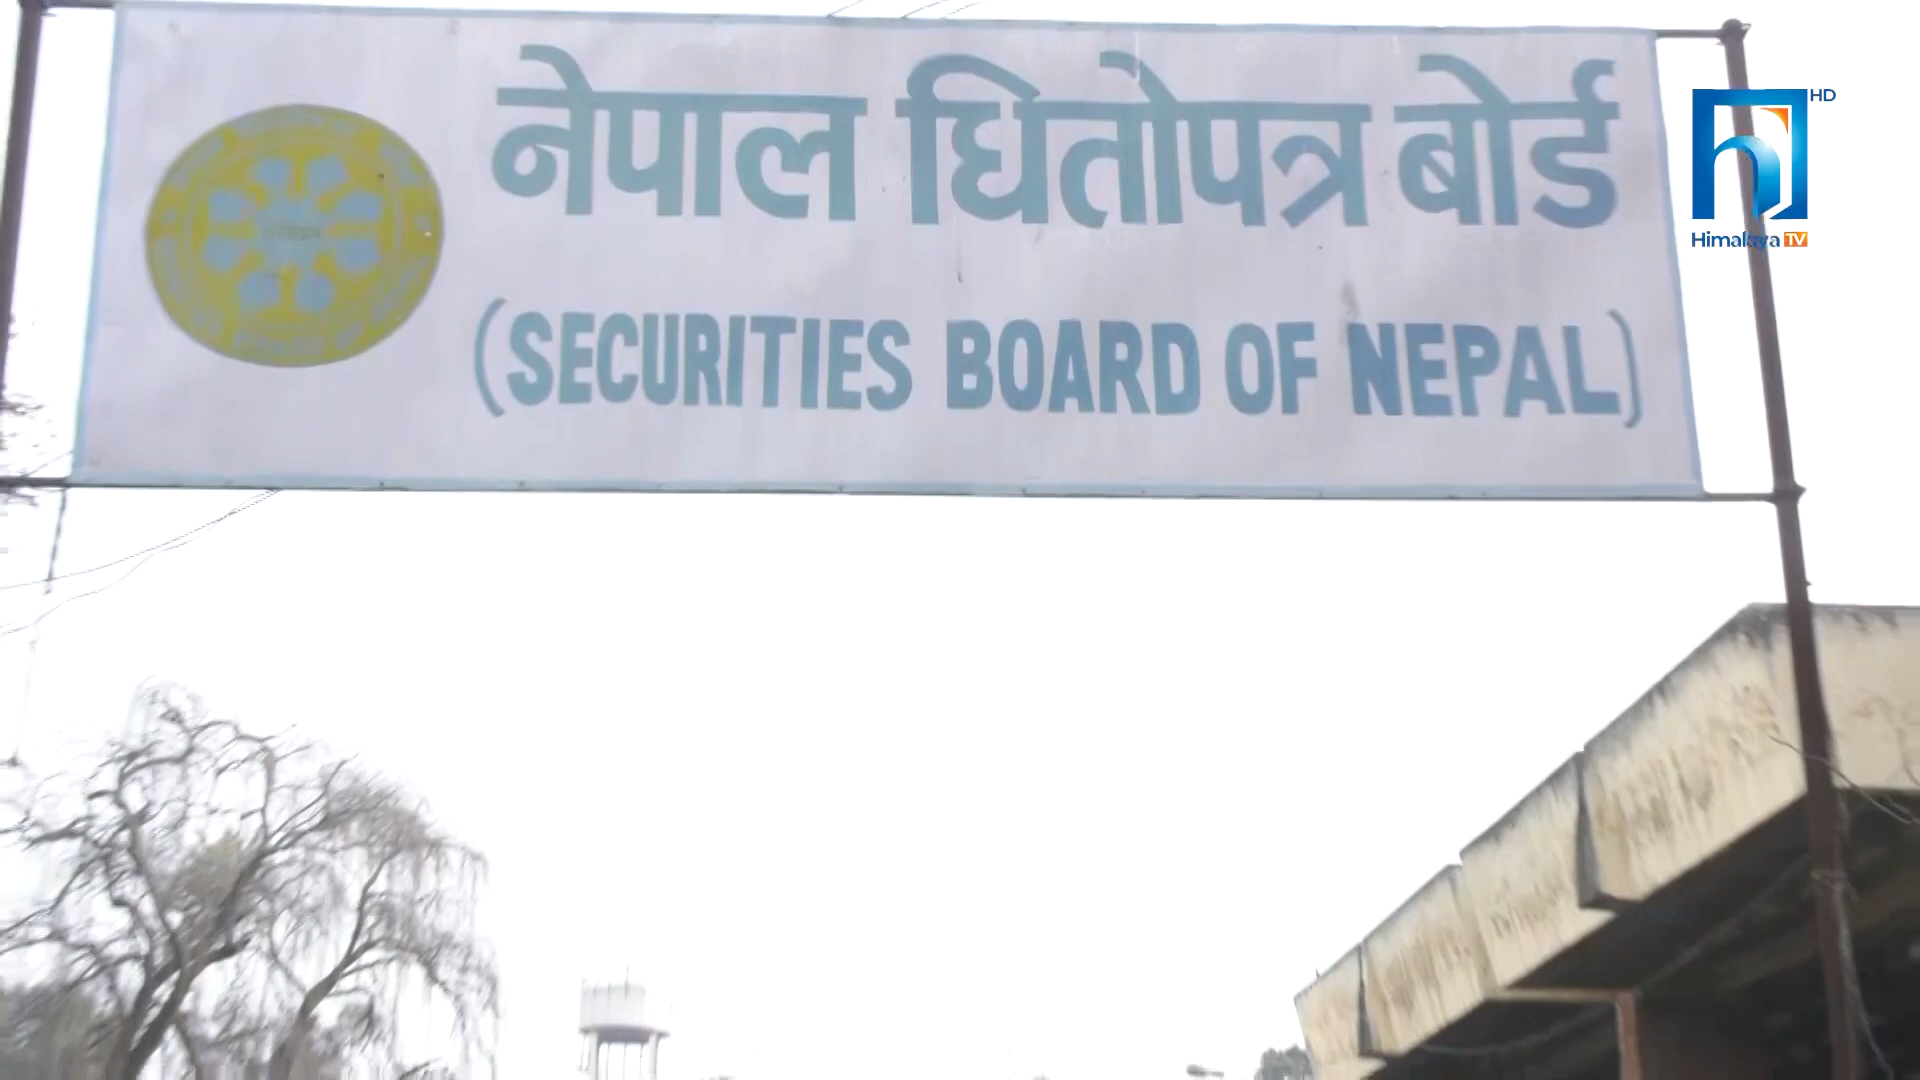 नेपाल धितोपत्र बोर्ड
(SECURITIES BOARD OF NEPAL)
HD
Himalaya TV